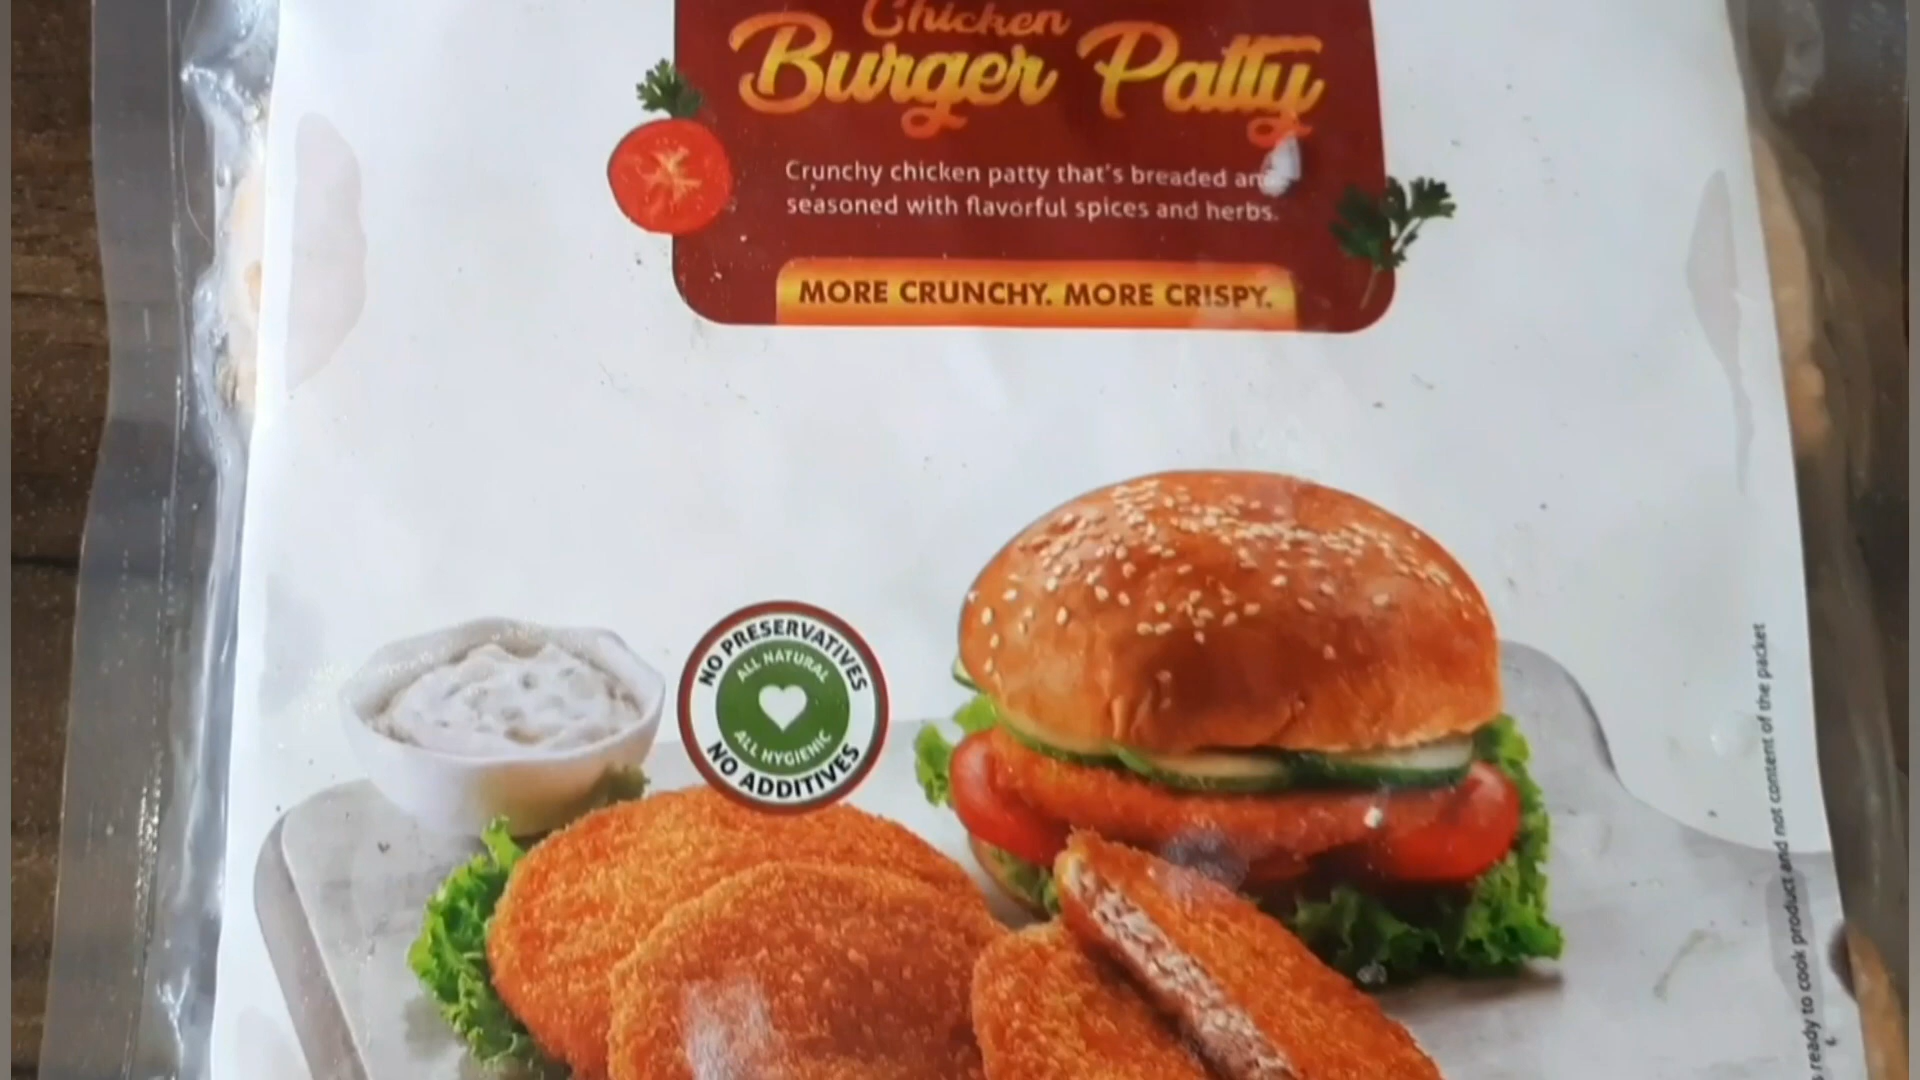 Chicken
Burger Patty
Crunchy chicken patty that's breaded and
seasoned with flavorful spices and herbs.
MORE CRUNCHY. MORE CRISPY.
NO PRESERVATIVES
ALL NATURAL
ALL HYGIENIC
NO ADDITIVES
ready to cook product and not content of the packet